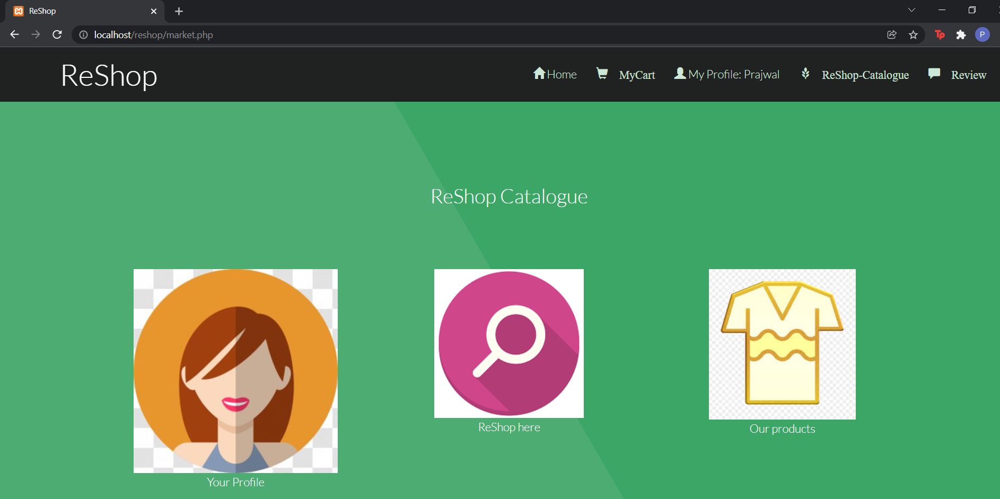 ReShop
localhost/reshop/market.php
Tp
P
ReShop
Home MyCart My Profile: Prajwal ReShop-Catalogue Review
ReShop Catalogue
ReShop here
Our products
Your Profile